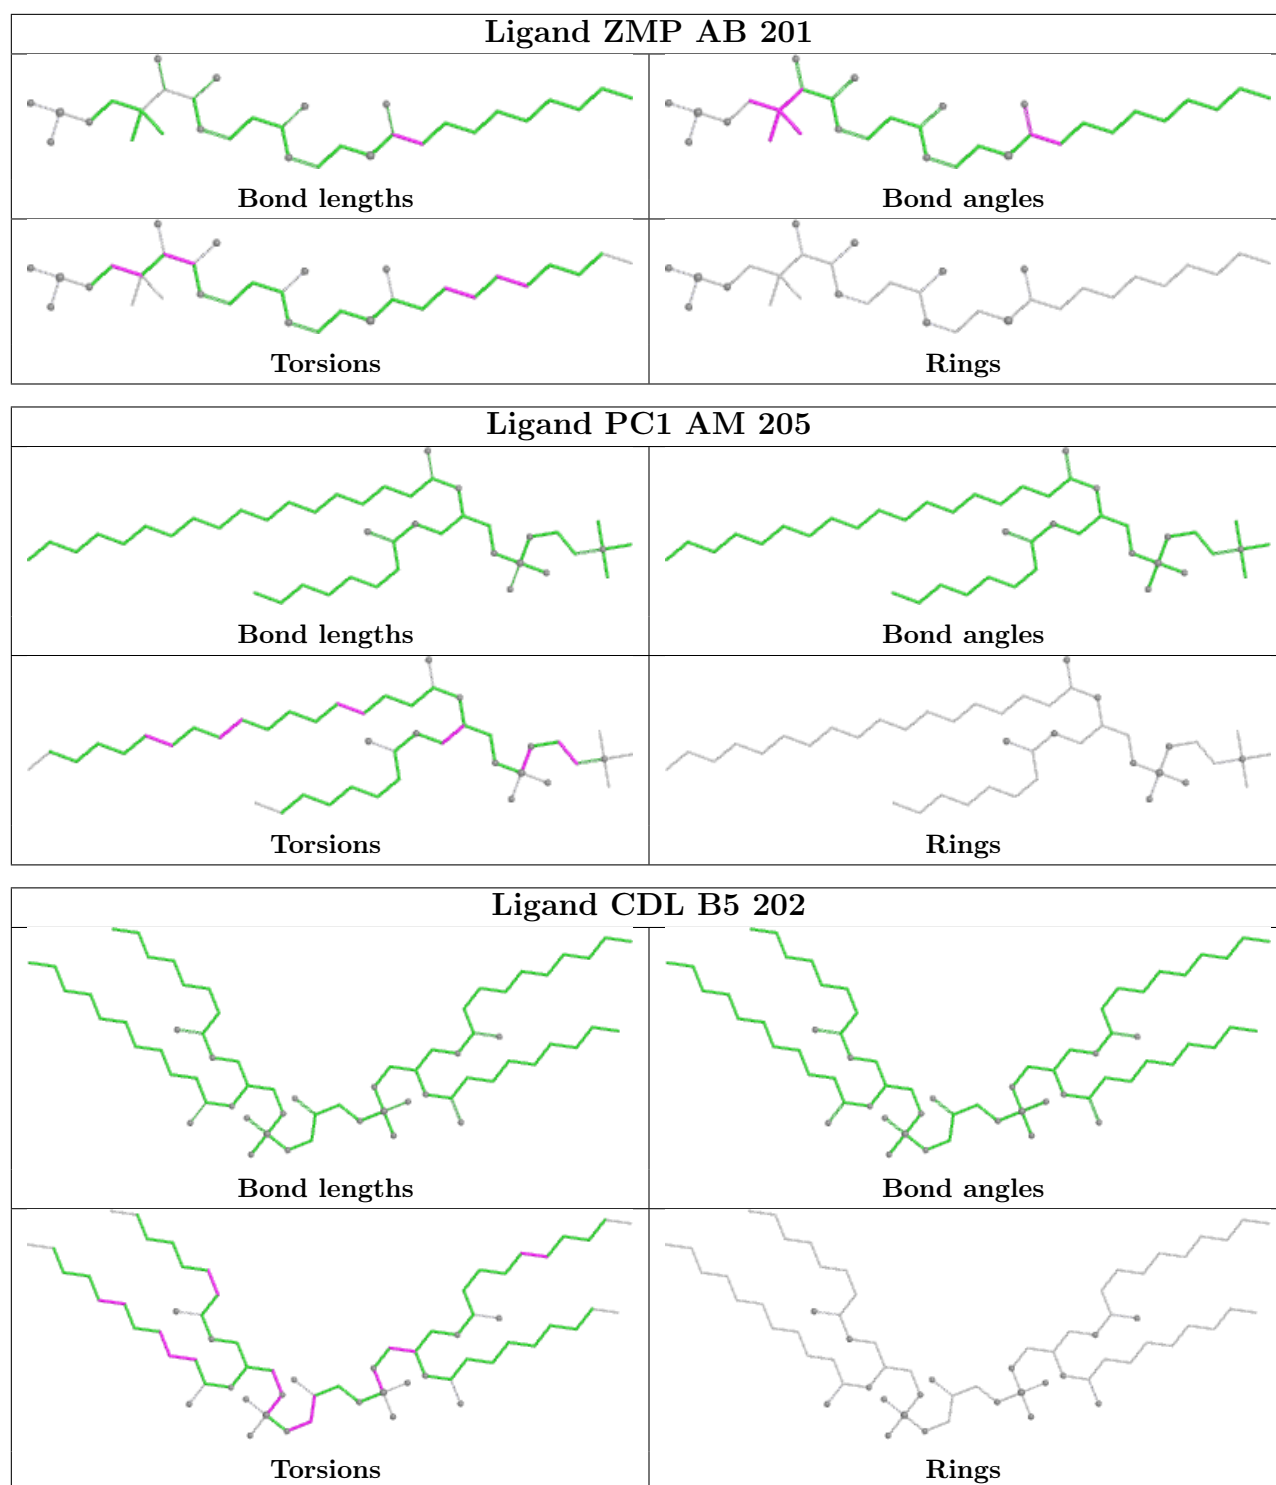 Ligand ZMP AB 201
Bond lengths
Bond angles
Torsions
Rings
Ligand PC1 AM 205
Bond lengths
Bond angles
Torsions
Rings
Ligand CDL B5 202
Bond lengths
Bond angles
Torsions
Rings